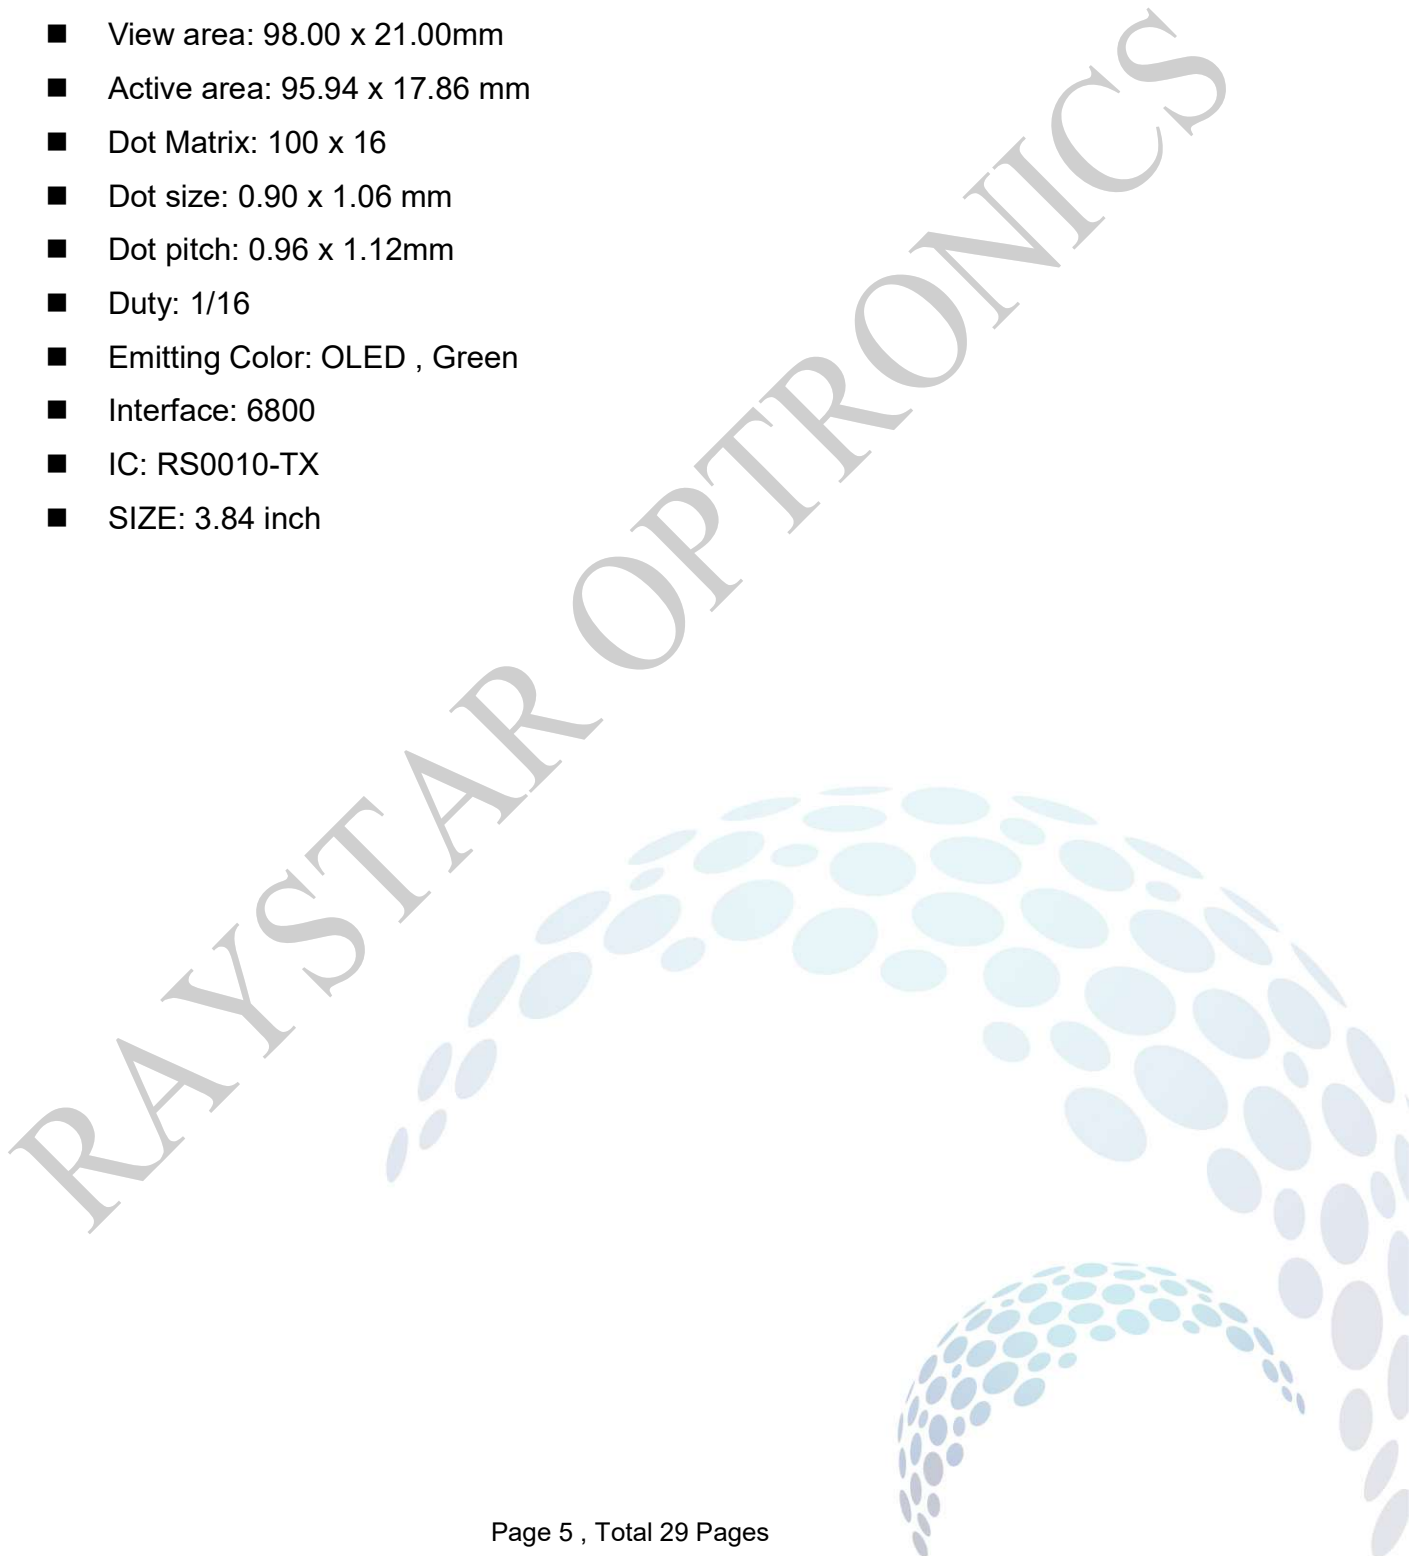 ■ View area: 98.00 x 21.00mm
■ Active area: 95.94 x 17.86 mm
■ Dot Matrix: 100 x 16
■ Dot size: 0.90 x 1.06 mm
■ Dot pitch: 0.96 x 1.12mm
■ Duty: 1/16
■ Emitting Color: OLED , Green
■ Interface: 6800
■ IC: RS0010-TX
■ SIZE: 3.84 inch
RAYSTAR OPTRONICS
Page 5 , Total 29 Pages